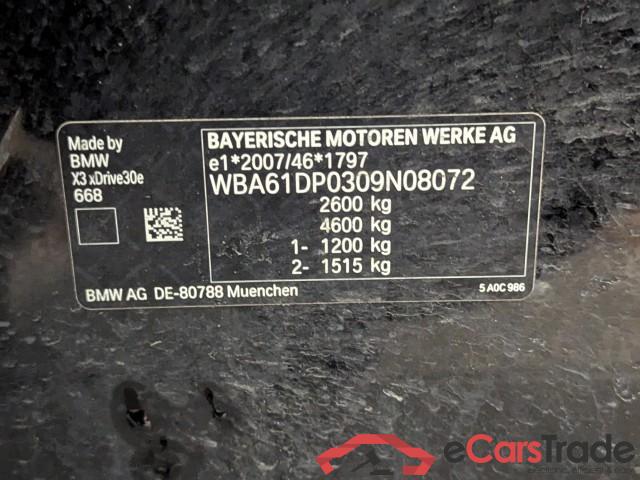 Made by
BMW
X3 xDrive30e
668
BAYERISCHE MOTOREN WERKE AG
e1*2007/46*1797
WBA61DP0309N08072
2600 kg
4600 kg
1- 1200 kg
2- 1515 kg
BMW AG DE-80788 Muenchen
5 A0C 986
eCarsTrade